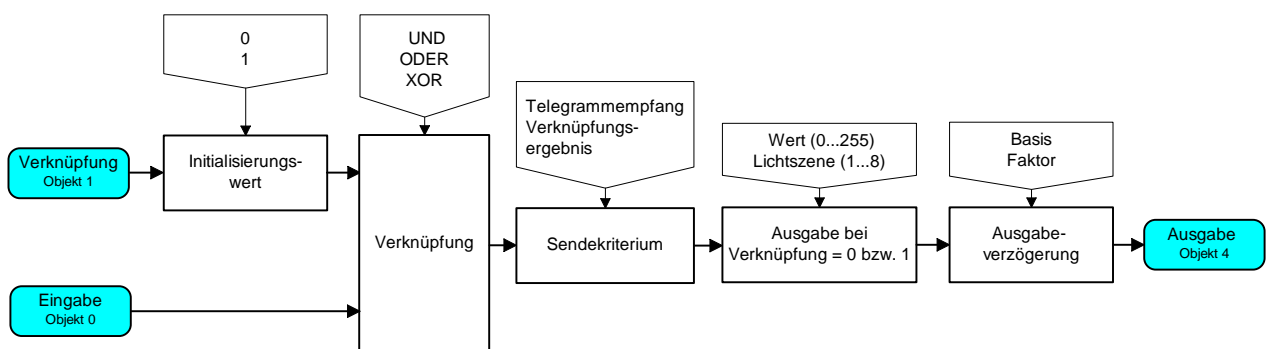 0
1
UND
ODER
XOR
Telegrammempfang
Verknüpfungs-
ergebnis
Wert (0...255)
Lichtszene (1...8)
Basis
Faktor
Verknüpfung
Objekt 1
Initialisierungs-
wert
Verknüpfung
Sendekriterium
Ausgabe bei
Verknüpfung = 0 bzw. 1
Ausgabe-
verzögerung
Ausgabe
Objekt 4
Eingabe
Objekt 0